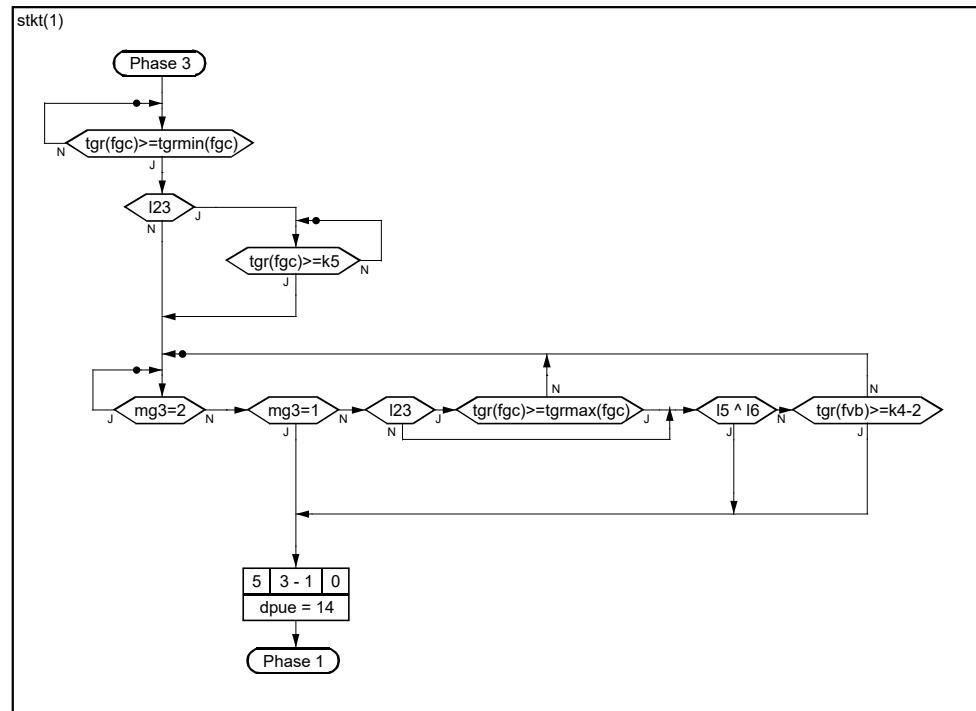 stkt(1)
Phase 3
tgr(fgc)>=tgrmin(fgc)
N
J
l23
J
N
tgr(fgc)>=k5
N
J
mg3=2
J
N
mg3=1
N
J
l23
J
N
tgr(fgc)>=tgrmax(fgc)
N
J
l5 ^ l6
N
J
tgr(fvb)>=k4-2
N
J
5 3 - 1 0
dpue = 14
Phase 1